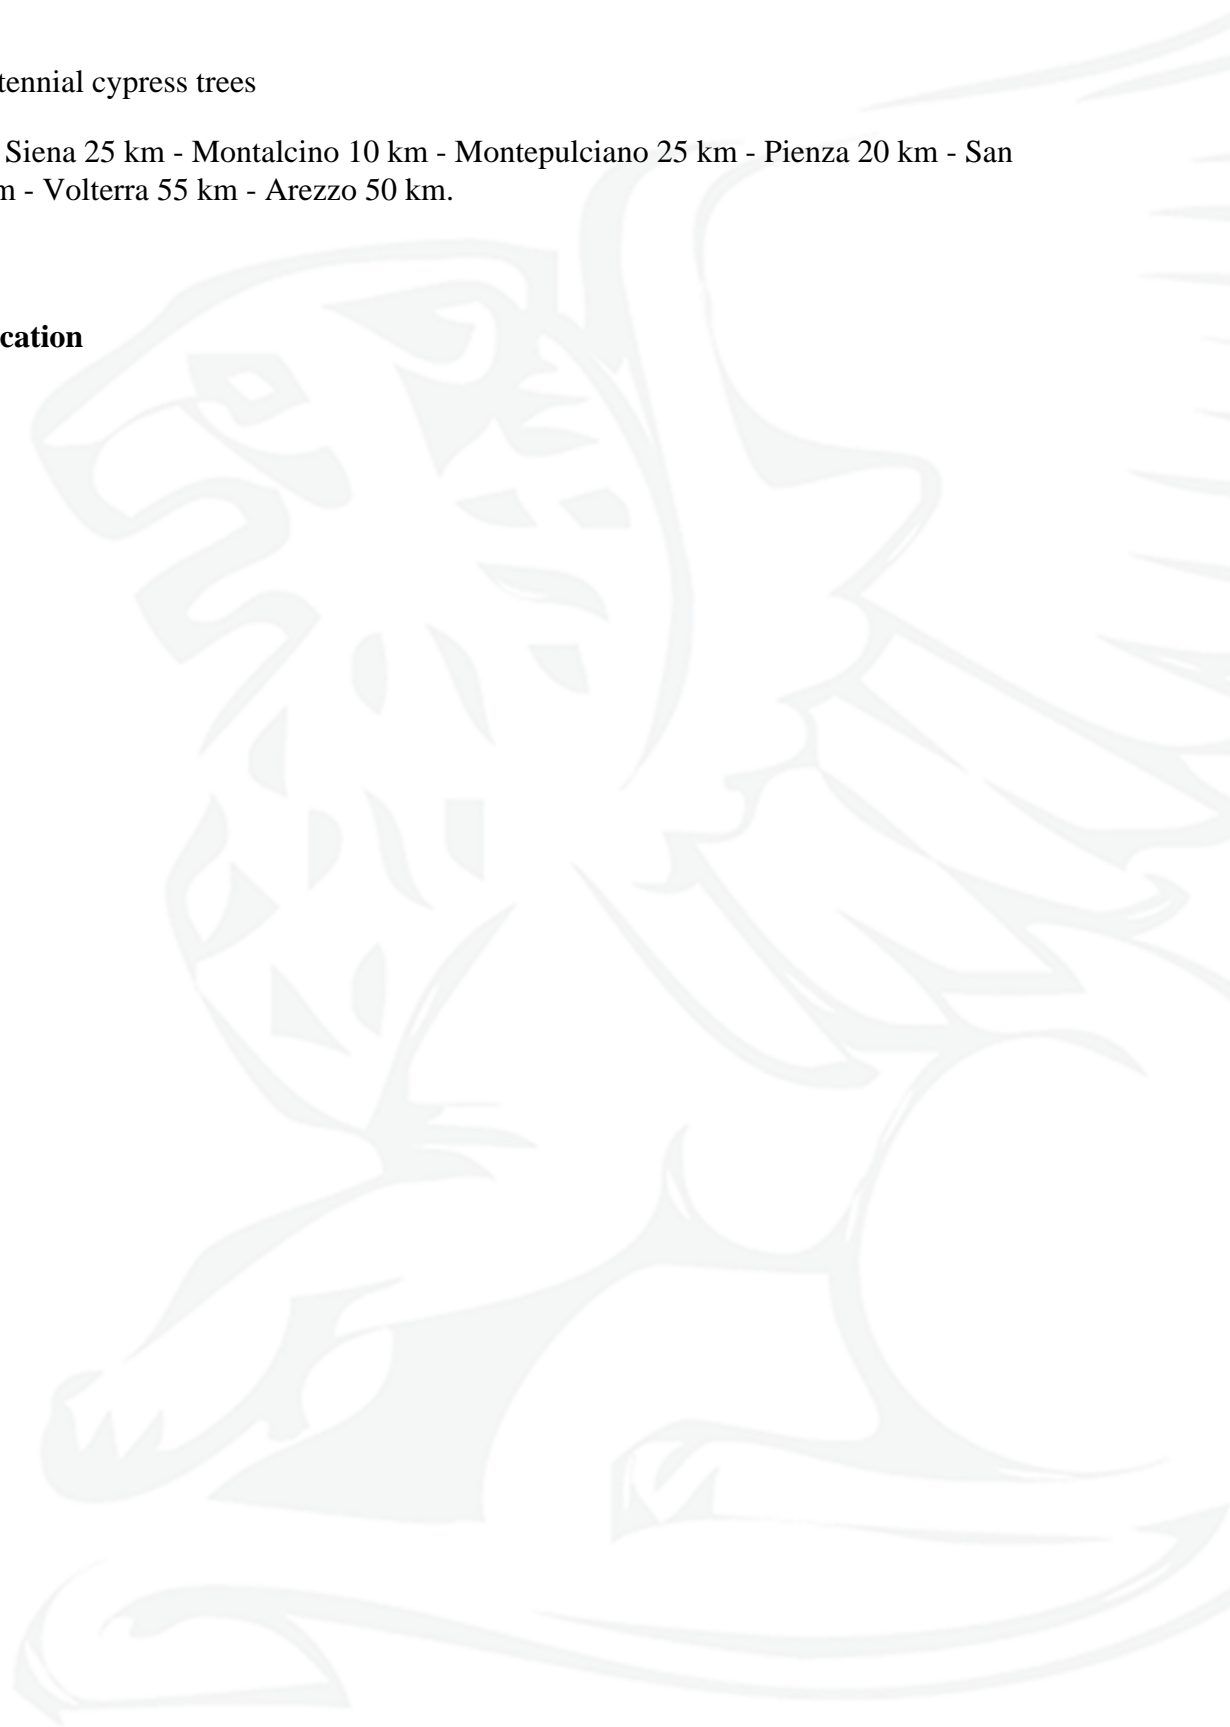 tennial cypress trees
Siena 25 km - Montalcino 10 km - Montepulciano 25 km - Pienza 20 km - San
m - Volterra 55 km - Arezzo 50 km.
cation